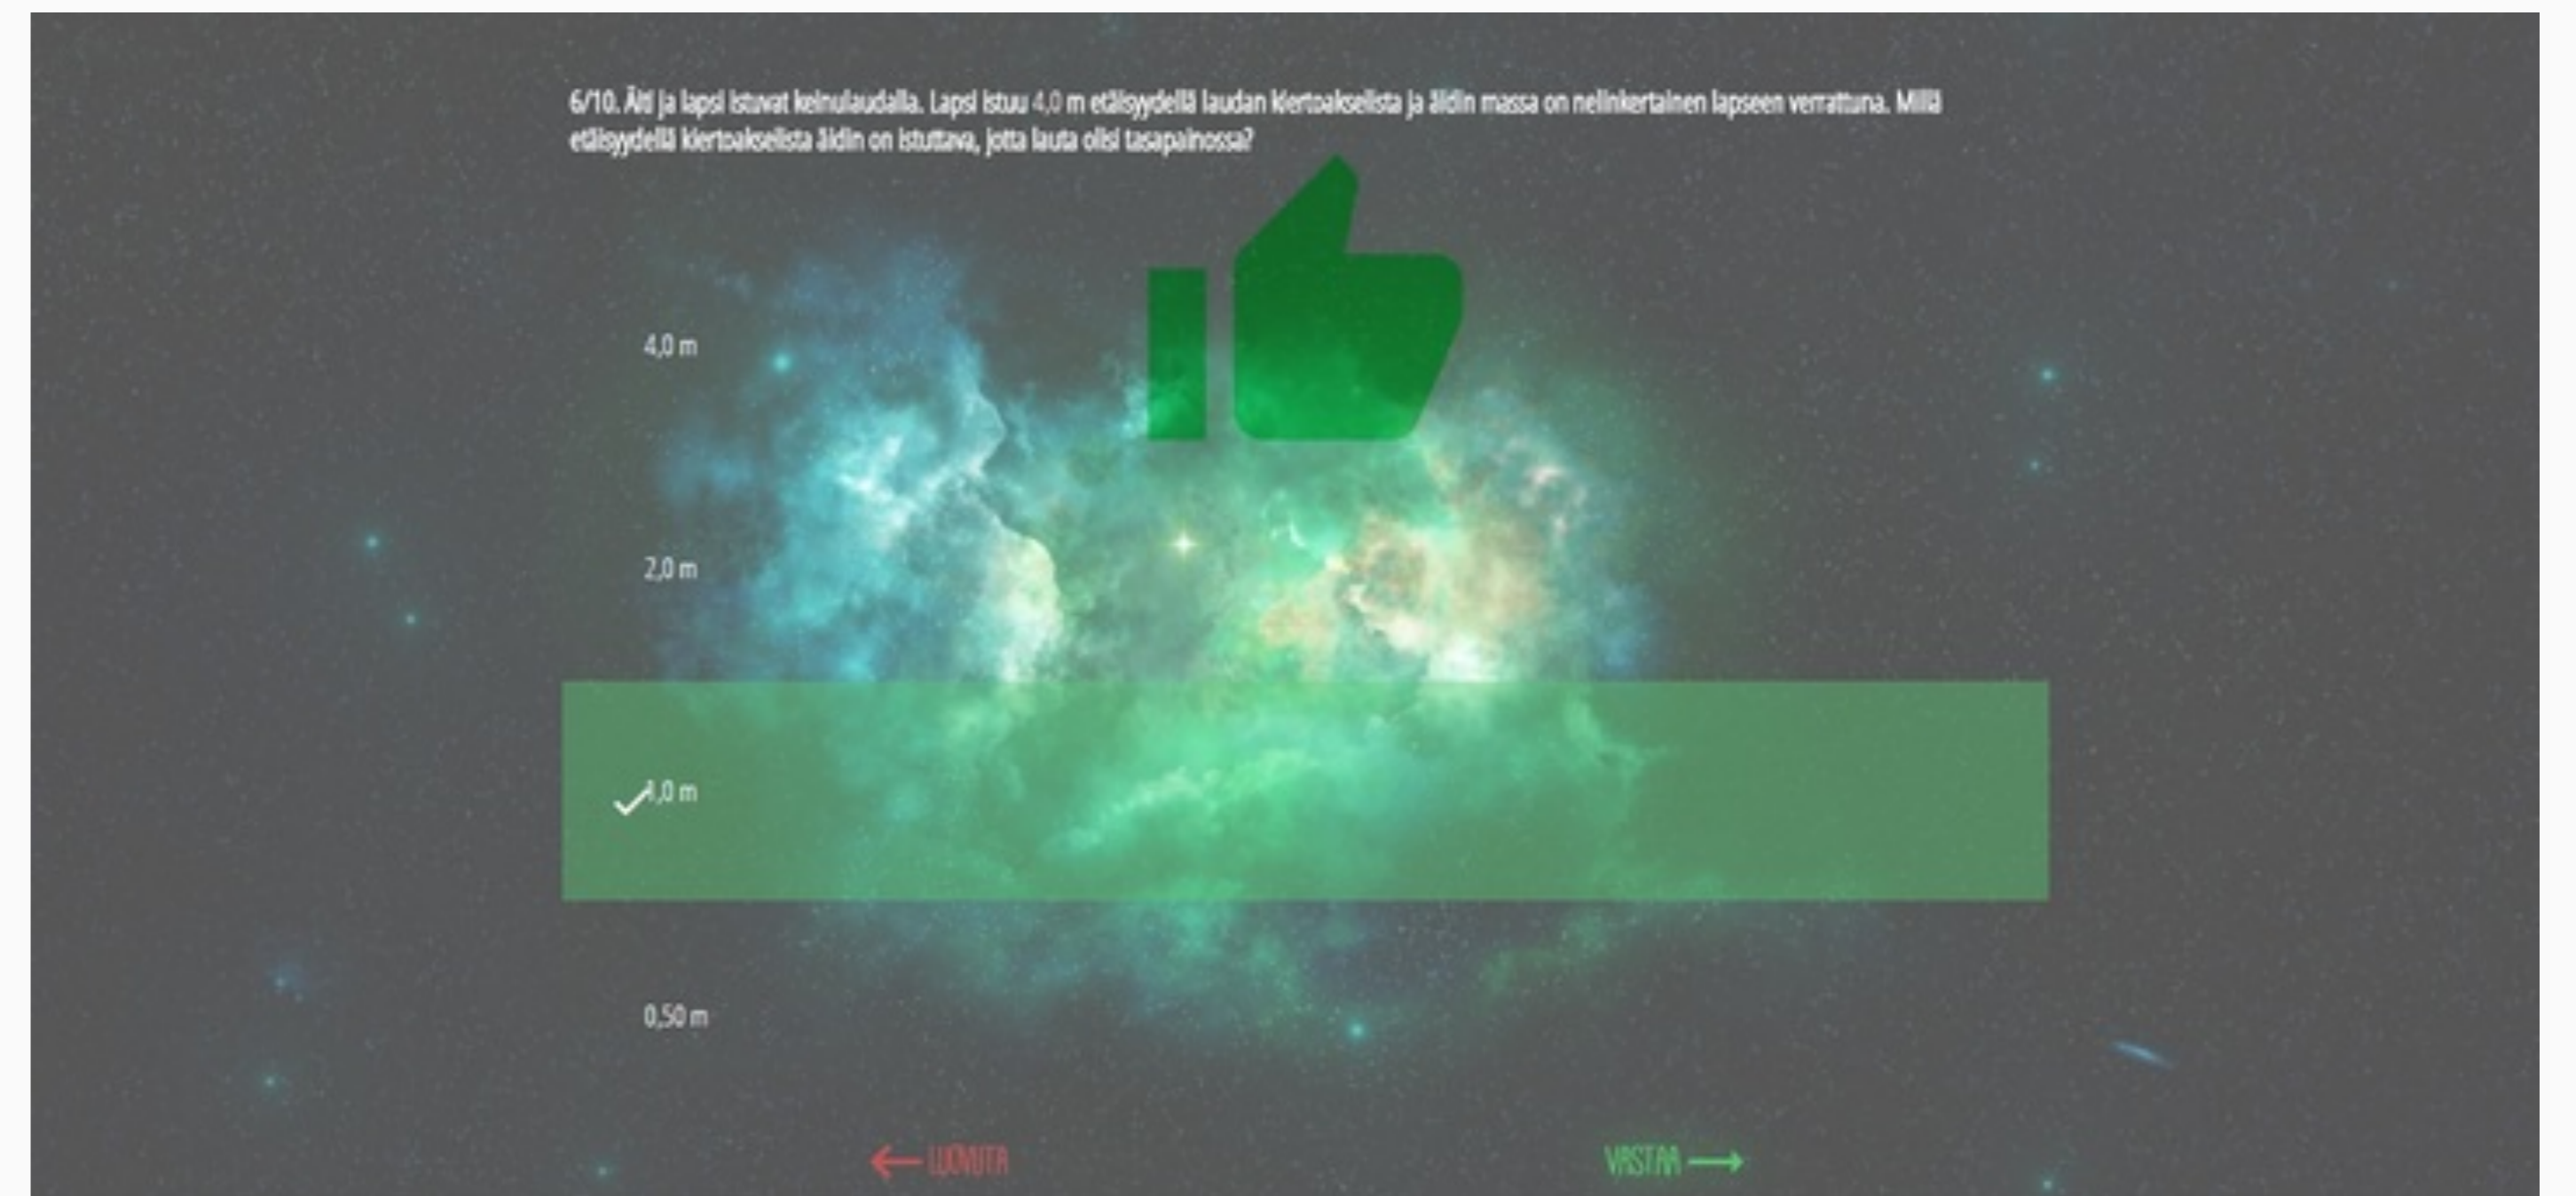 6/10. Äiti ja lapsi istuvat keinulaudalla. Lapsi istuu 4,0 m etäisyydellä laudan kiertoakselista ja äidin massa on nelinkertainen lapseen verrattuna. Millä
etäisyydellä kiertoakselista äidin on istuttava, jotta lauta olisi tasapainossa?
4,0 m
2,0 m
1,0 m
0,50 m
LUOVUTA
VASTAA